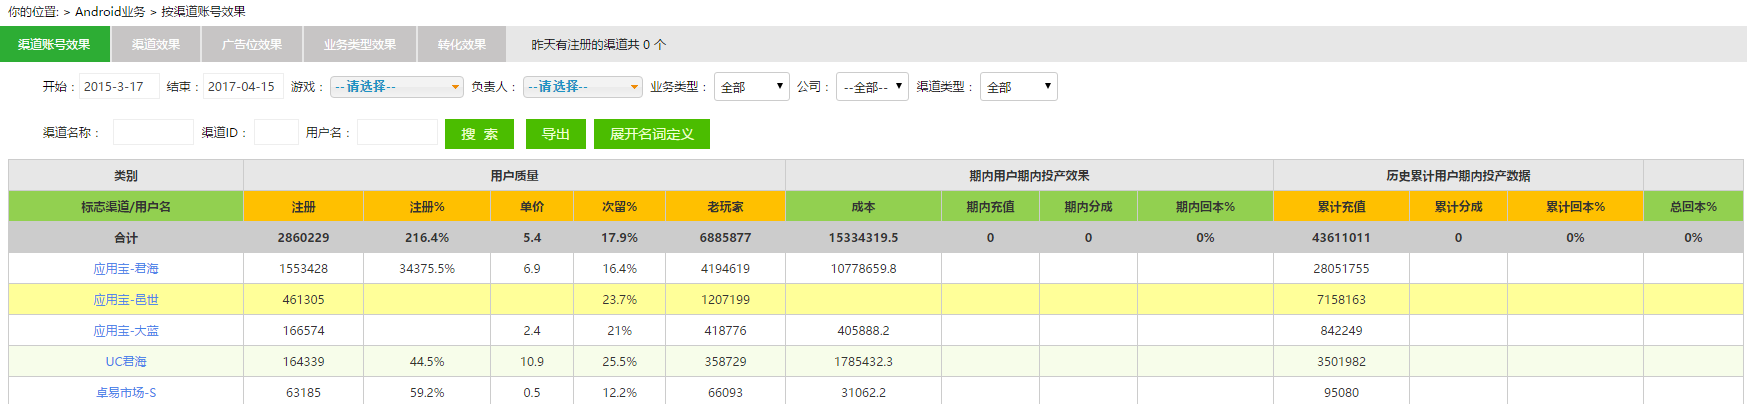 你的位置: > Android业务 > 按渠道账号效果
渠道账号效果 渠道效果 广告位效果 业务类型效果 转化效果 昨天有注册的渠道共 0 个
开始： 2015-3-17 结束： 2017-04-15 游戏： --请选择-- 负责人： --请选择-- 业务类型： 全部 公司： --全部-- 渠道类型： 全部
渠道名称： 渠道ID： 用户名： 搜 索 导出 展开名词定义
类别 用户质量 期内用户期内投产效果 历史累计用户期内投产数据
标志渠道/用户名 注册 注册% 单价 次留% 老玩家 成本 期内充值 期内分成 期内回本% 累计充值 累计分成 累计回本% 总回本%
合计 2860229 216.4% 5.4 17.9% 6885877 15334319.5 0 0 0% 43611011 0 0% 0%
应用宝-君海 1553428 34375.5% 6.9 16.4% 4194619 10778659.8 28051755
应用宝-邑世 461305 23.7% 1207199 7158163
应用宝-大蓝 166574 2.4 21% 418776 405888.2 842249
UC君海 164339 44.5% 10.9 25.5% 358729 1785432.3 3501982
卓易市场-S 63185 59.2% 0.5 12.2% 66093 31062.2 95080